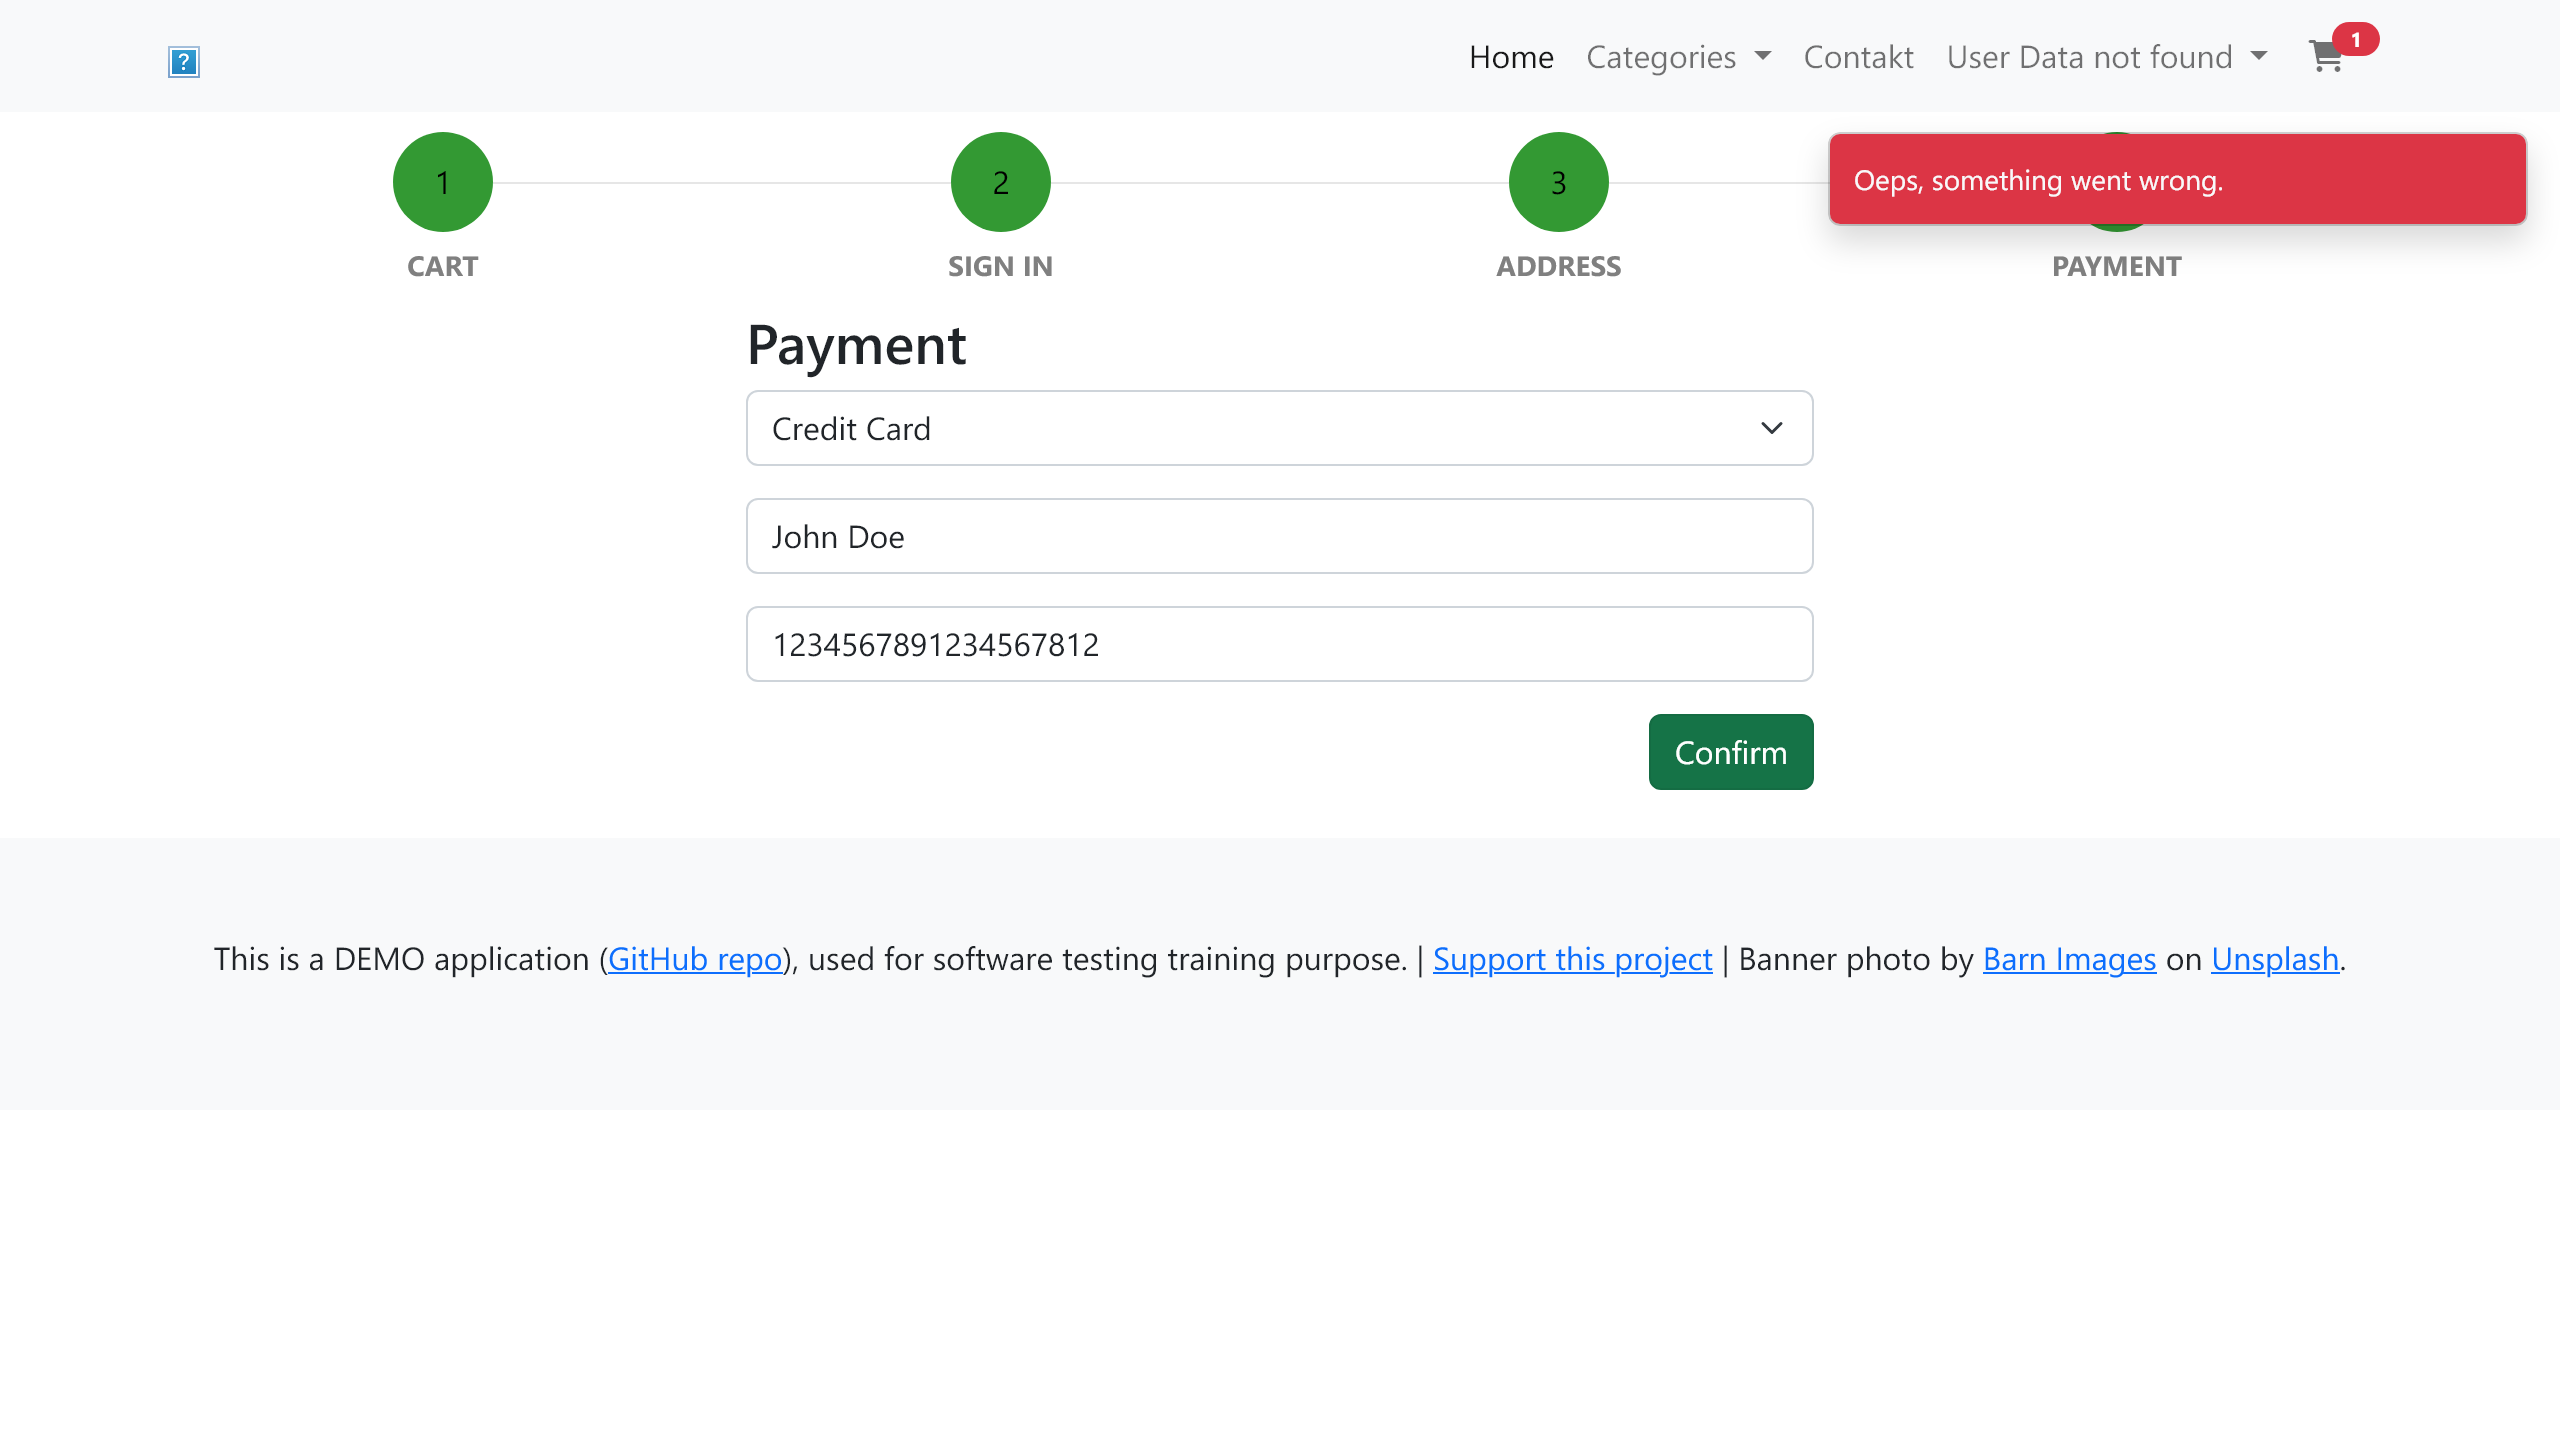 ?
Home Categories Contakt User Data not found 1
1 2 3
Oeps, something went wrong.
CART SIGN IN ADDRESS PAYMENT
Payment
Credit Card
John Doe
1234567891234567812
Confirm
This is a DEMO application (GitHub repo), used for software testing training purpose. | Support this project | Banner photo by Barn Images on Unsplash.